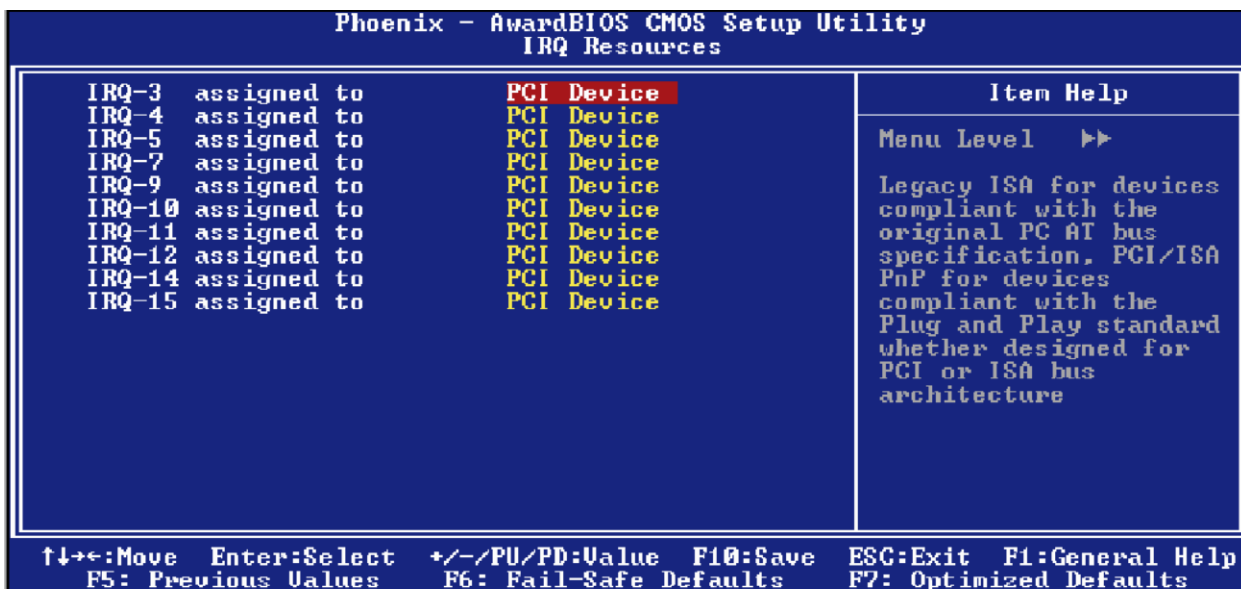 Phoenix - AwardBIOS CMOS Setup Utility
IRQ Resources
IRQ-3 assigned to PCI Device
IRQ-4 assigned to PCI Device
IRQ-5 assigned to PCI Device
IRQ-7 assigned to PCI Device
IRQ-9 assigned to PCI Device
IRQ-10 assigned to PCI Device
IRQ-11 assigned to PCI Device
IRQ-12 assigned to PCI Device
IRQ-14 assigned to PCI Device
IRQ-15 assigned to PCI Device
Item Help
Menu Level ►►
Legacy ISA for devices
compliant with the
original PC AT bus
specification, PCI/ISA
PnP for devices
compliant with the
Plug and Play standard
whether designed for
PCI or ISA bus
architecture
↑↓→←:Move Enter:Select +/-/PU/PD:Value F10:Save ESC:Exit F1:General Help
F5: Previous Values F6: Fail-Safe Defaults F7: Optimized Defaults